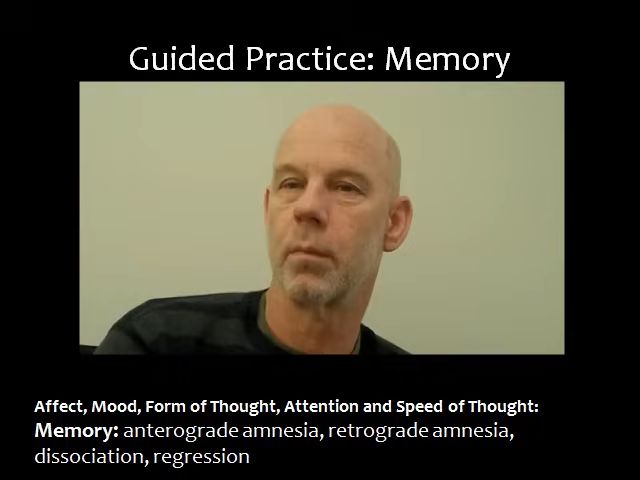 Guided Practice: Memory
Affect, Mood, Form of Thought, Attention and Speed of Thought:
Memory: anterograde amnesia, retrograde amnesia,
dissociation, regression